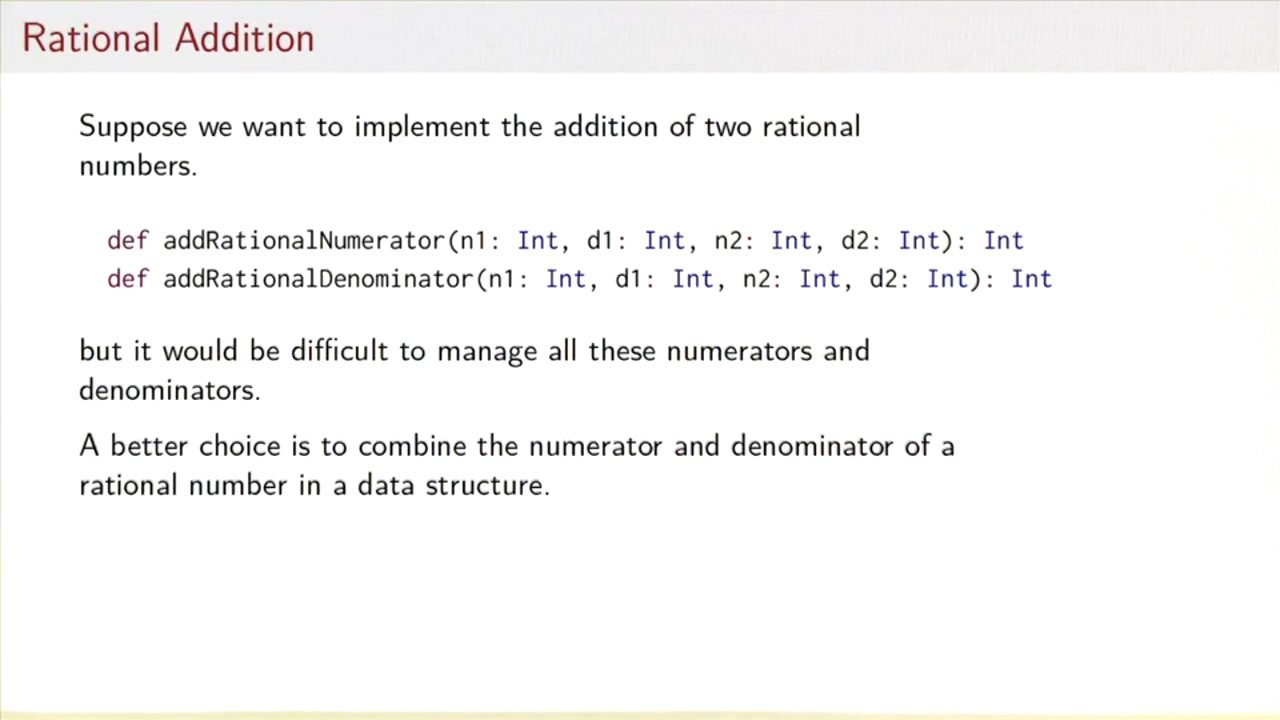 Rational Addition
Suppose we want to implement the addition of two rational
numbers.
def addRationalNumerator(n1: Int, d1: Int, n2: Int, d2: Int): Int
def addRationalDenominator(n1: Int, d1: Int, n2: Int, d2: Int): Int
but it would be difficult to manage all these numerators and
denominators.
A better choice is to combine the numerator and denominator of a
rational number in a data structure.